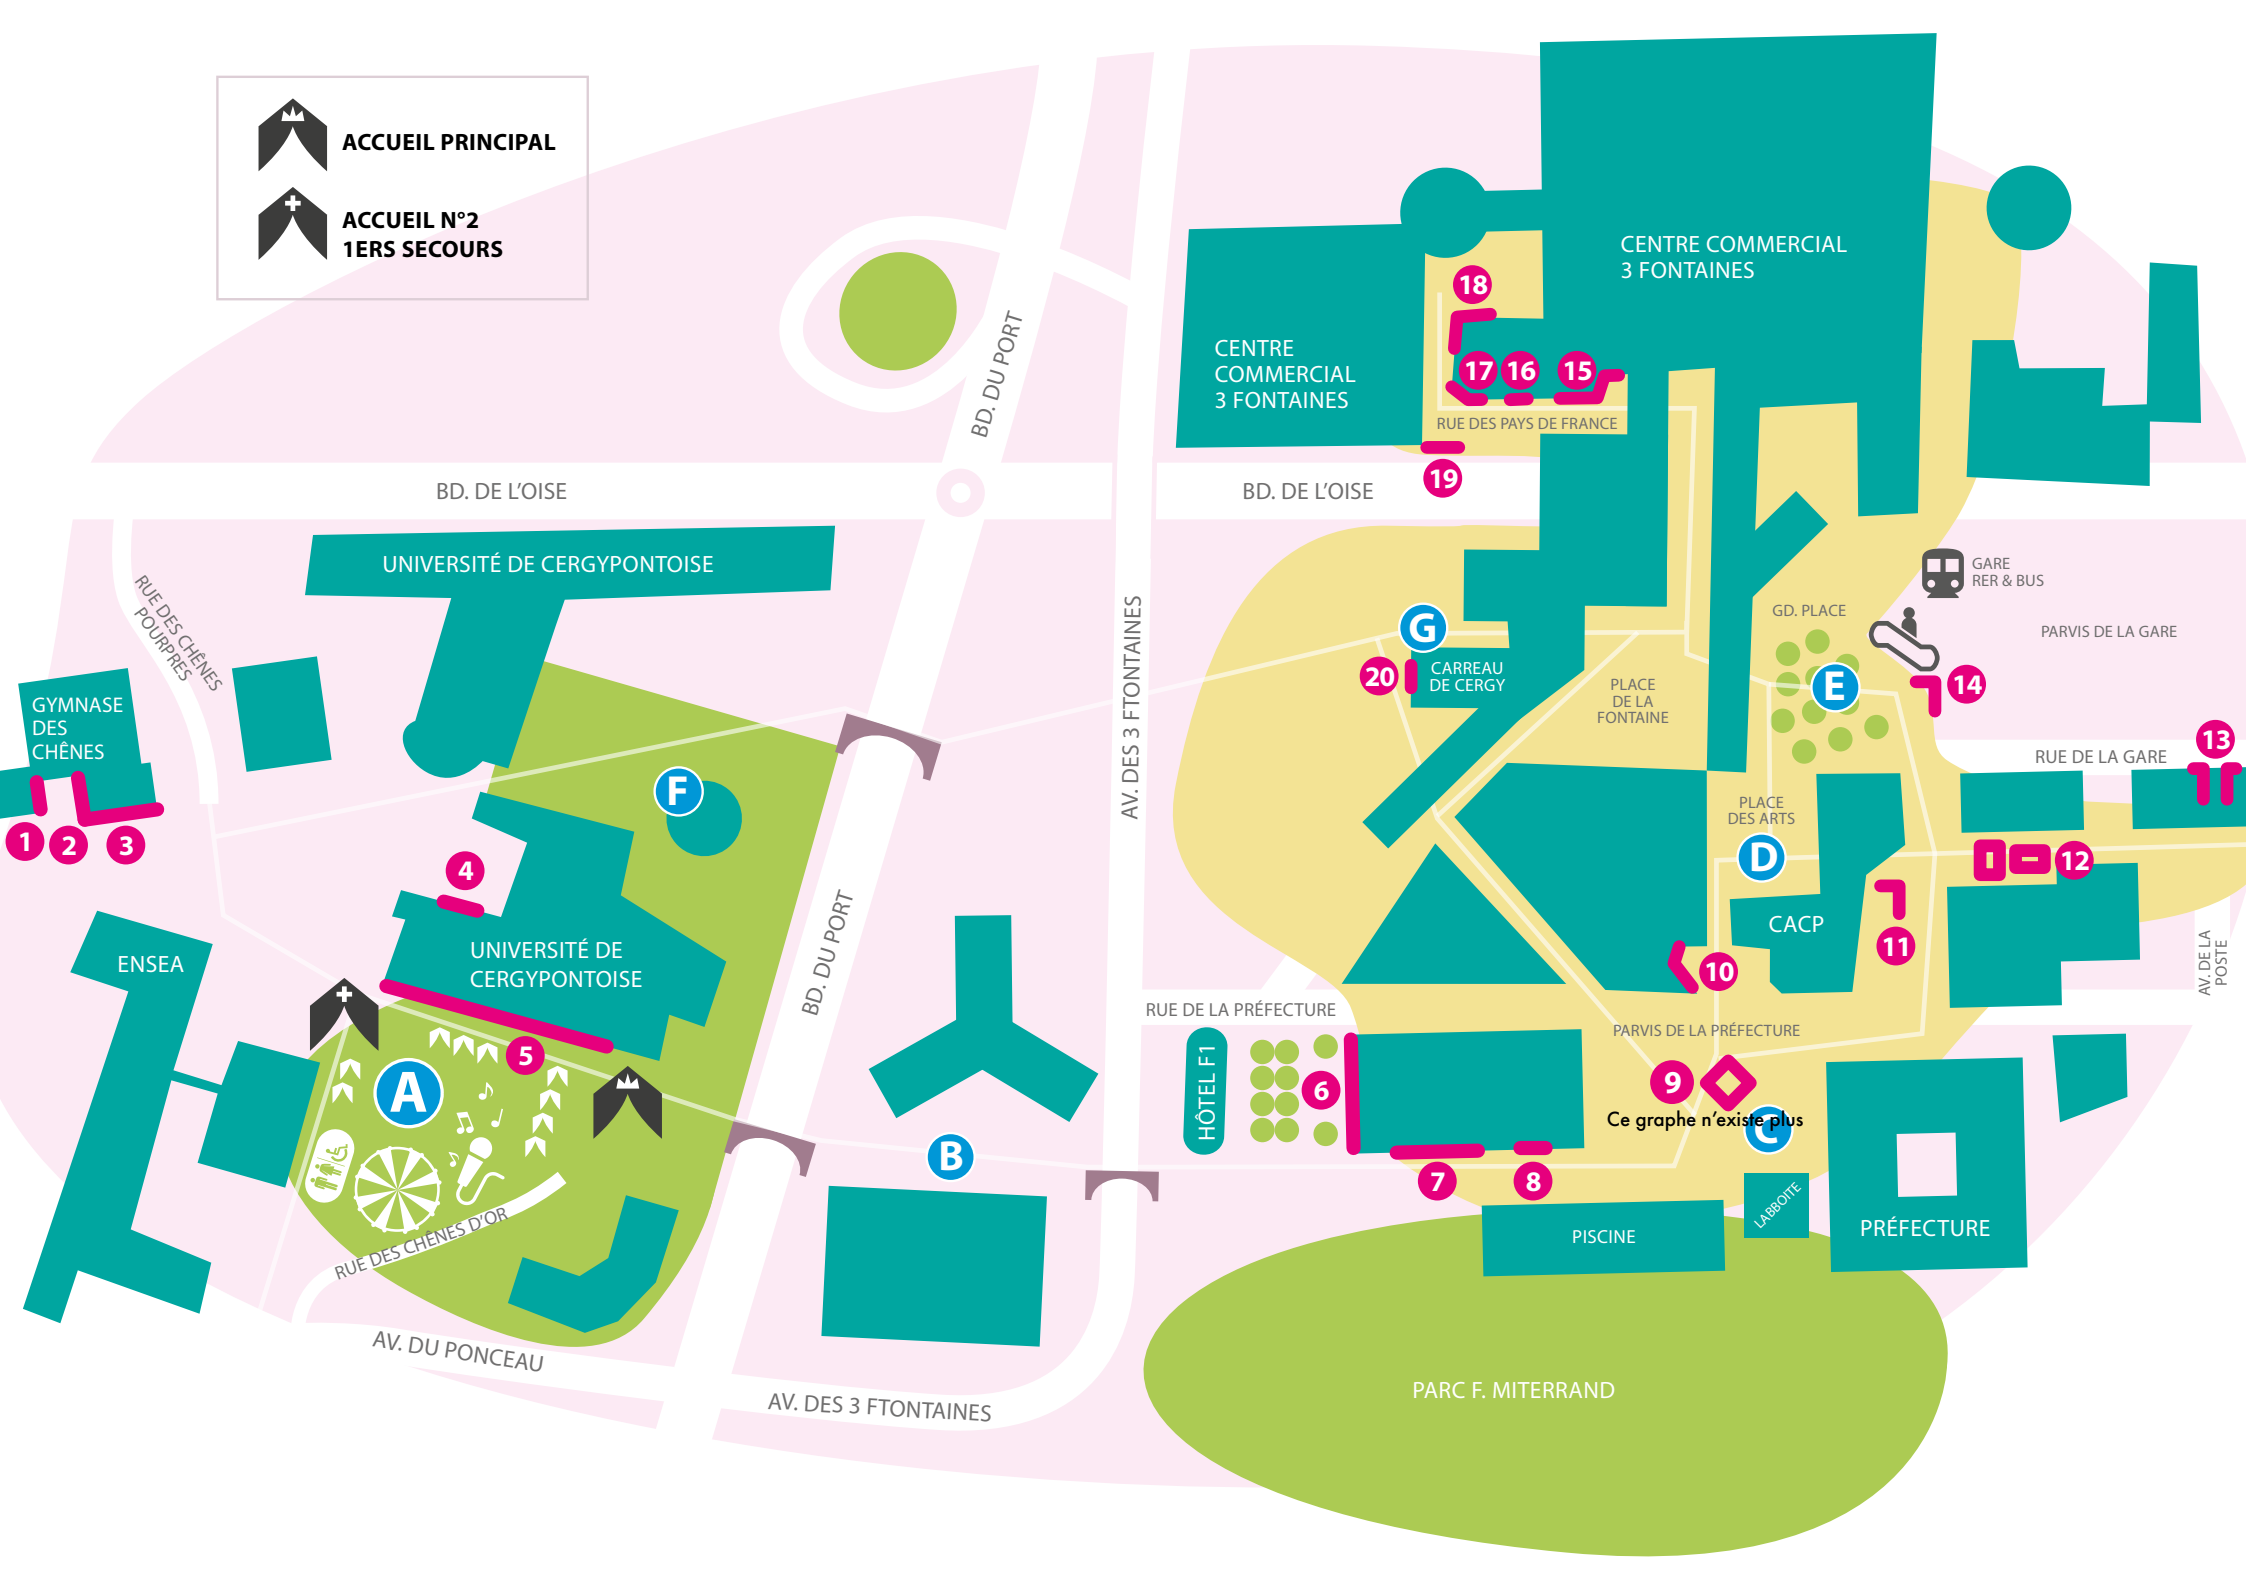 ACCUEIL PRINCIPAL
ACCUEIL N°2
1ERS SECOURS
CENTRE COMMERCIAL
3 FONTAINES
18
CENTRE
COMMERCIAL
3 FONTAINES
17
16
15
RUE DES PAYS DE FRANCE
19
BD. DU PORT
BD. DE L'OISE
BD. DE L'OISE
UNIVERSITÉ DE CERGYPONTOISE
GARE
RER & BUS
RUE DES CHÊNES
POURPRES
GD. PLACE
PARVIS DE LA GARE
G
20
CARREAU
DE CERGY
PLACE
DE LA
FONTAINE
E
14
GYMNASE
DES
CHÊNES
AV. DES 3 FTONTAINES
13
RUE DE LA GARE
F
PLACE
DES ARTS
D
1
2
3
4
12
CACP
11
10
UNIVERSITÉ DE
CERGYPONTOISE
ENSEA
BD. DU PORT
AV. DE LA
POSTE
RUE DE LA PRÉFECTURE
PARVIS DE LA PRÉFECTURE
5
A
HÔTEL F1
6
9
Ce graphe n'existe plus
C
B
7
8
LABBOITE
PRÉFECTURE
PISCINE
RUE DES CHÊNES D'OR
AV. DU PONCEAU
AV. DES 3 FTONTAINES
PARC F. MITERRAND